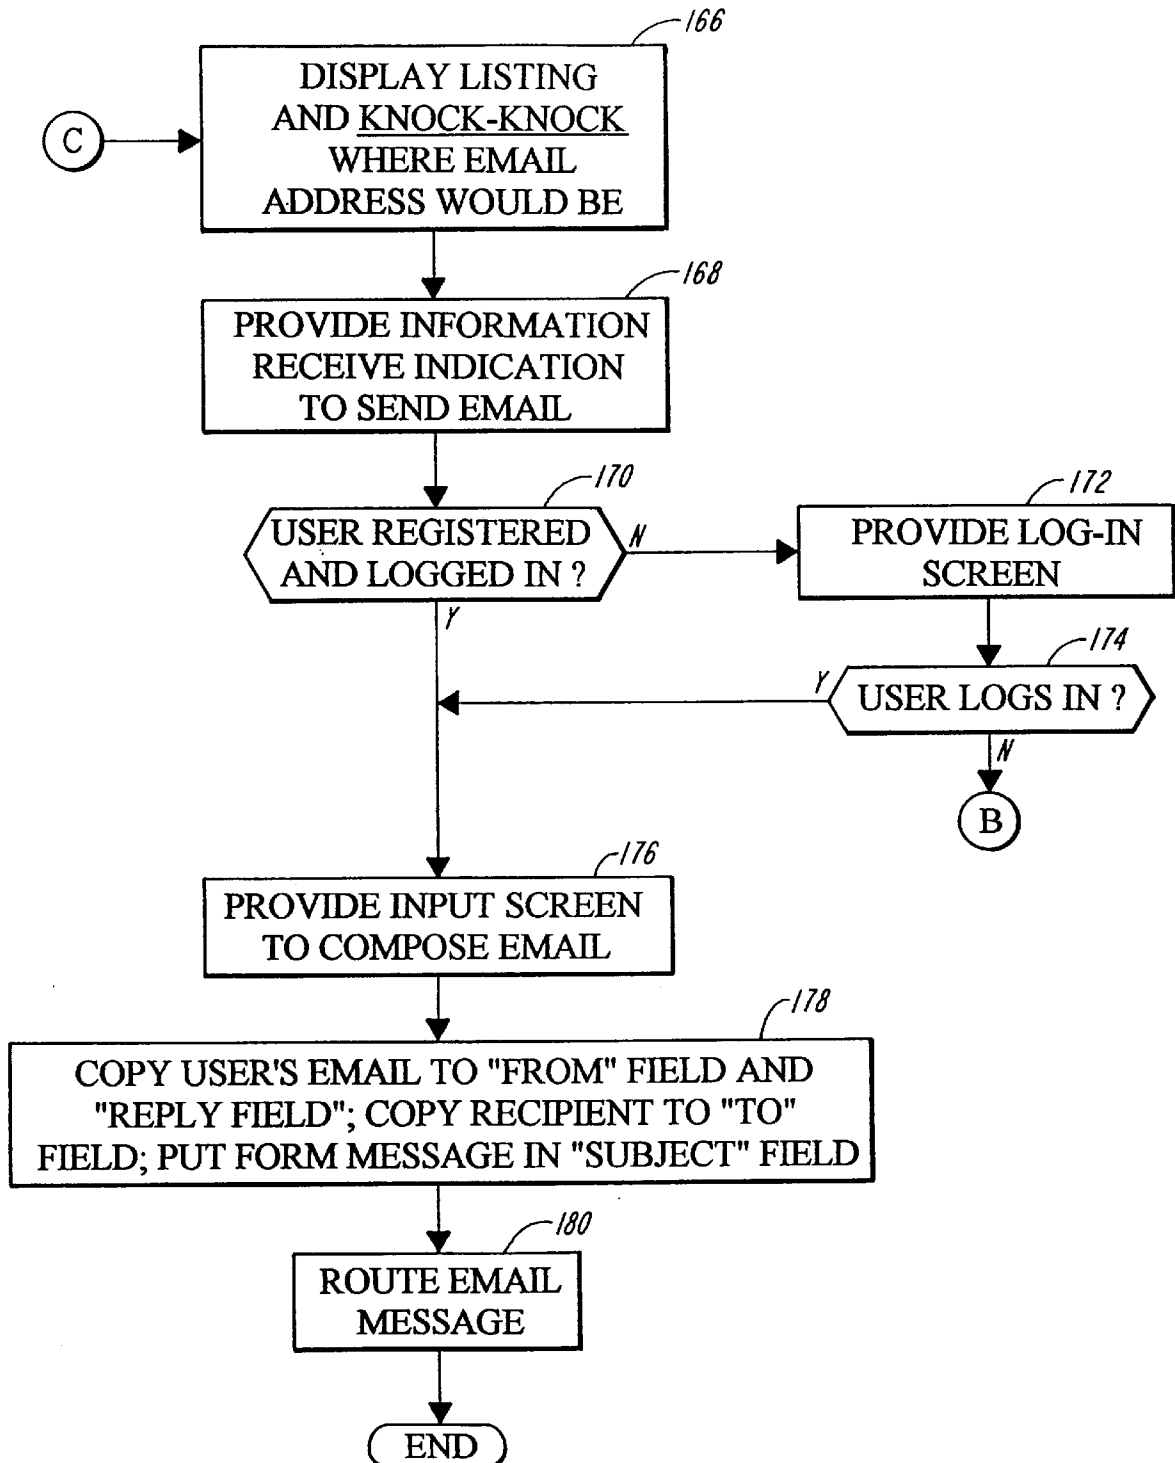 166
DISPLAY LISTING
AND KNOCK-KNOCK
WHERE EMAIL
ADDRESS WOULD BE
C
168
PROVIDE INFORMATION
RECEIVE INDICATION
TO SEND EMAIL
170
USER REGISTERED
AND LOGGED IN ?
N
Y
172
PROVIDE LOG-IN
SCREEN
174
USER LOGS IN ?
Y
N
B
176
PROVIDE INPUT SCREEN
TO COMPOSE EMAIL
178
COPY USER'S EMAIL TO "FROM" FIELD AND
"REPLY FIELD"; COPY RECIPIENT TO "TO"
FIELD; PUT FORM MESSAGE IN "SUBJECT" FIELD
180
ROUTE EMAIL
MESSAGE
END